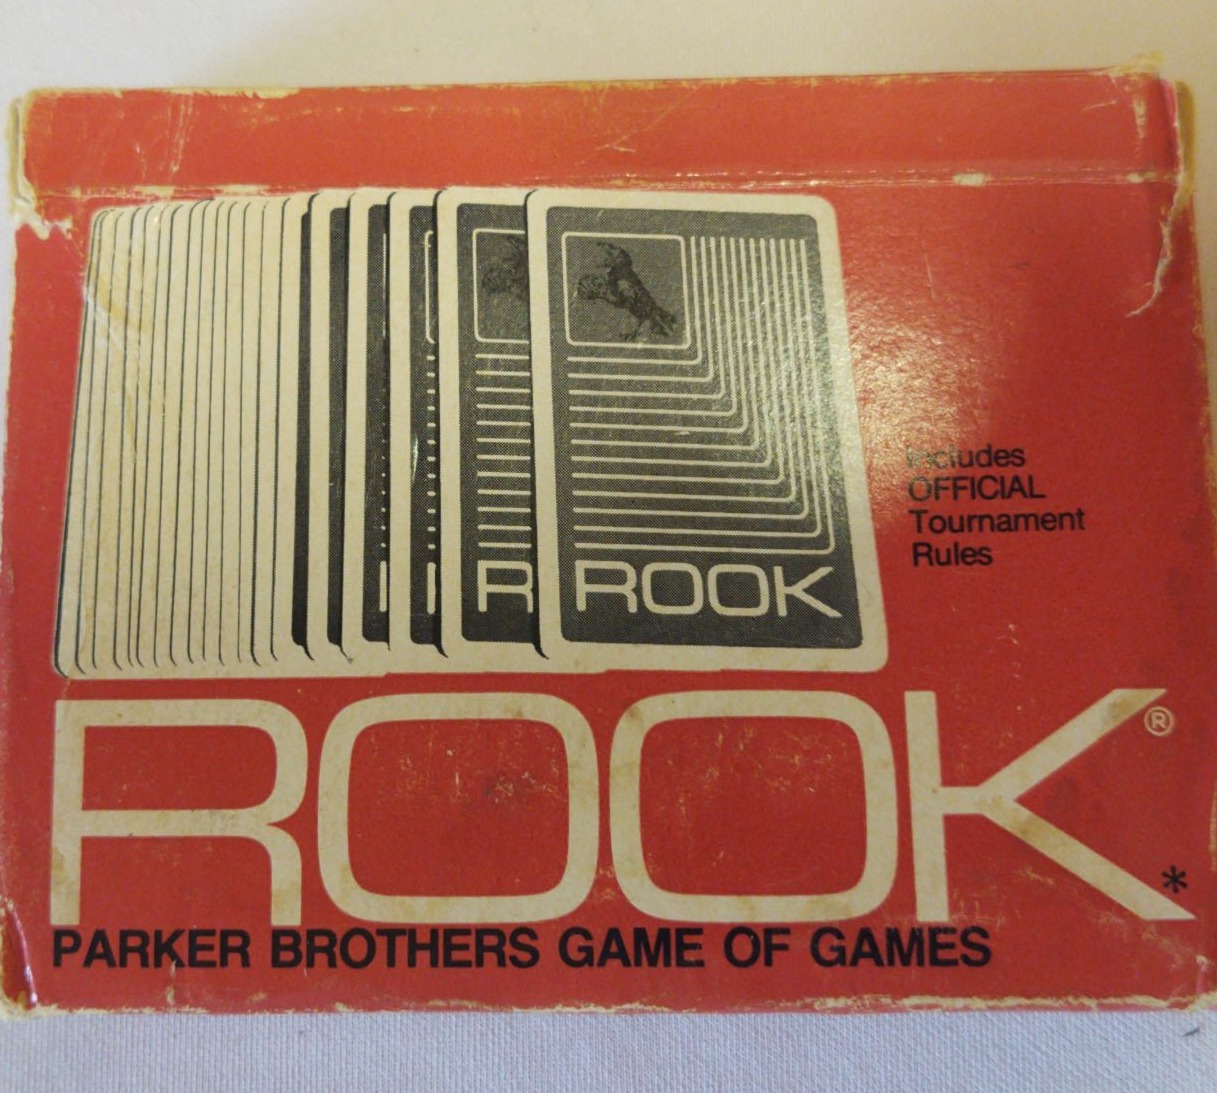 R ROOK
Includes
OFFICIAL
Tournament
Rules
ROOK®*
PARKER BROTHERS GAME OF GAMES